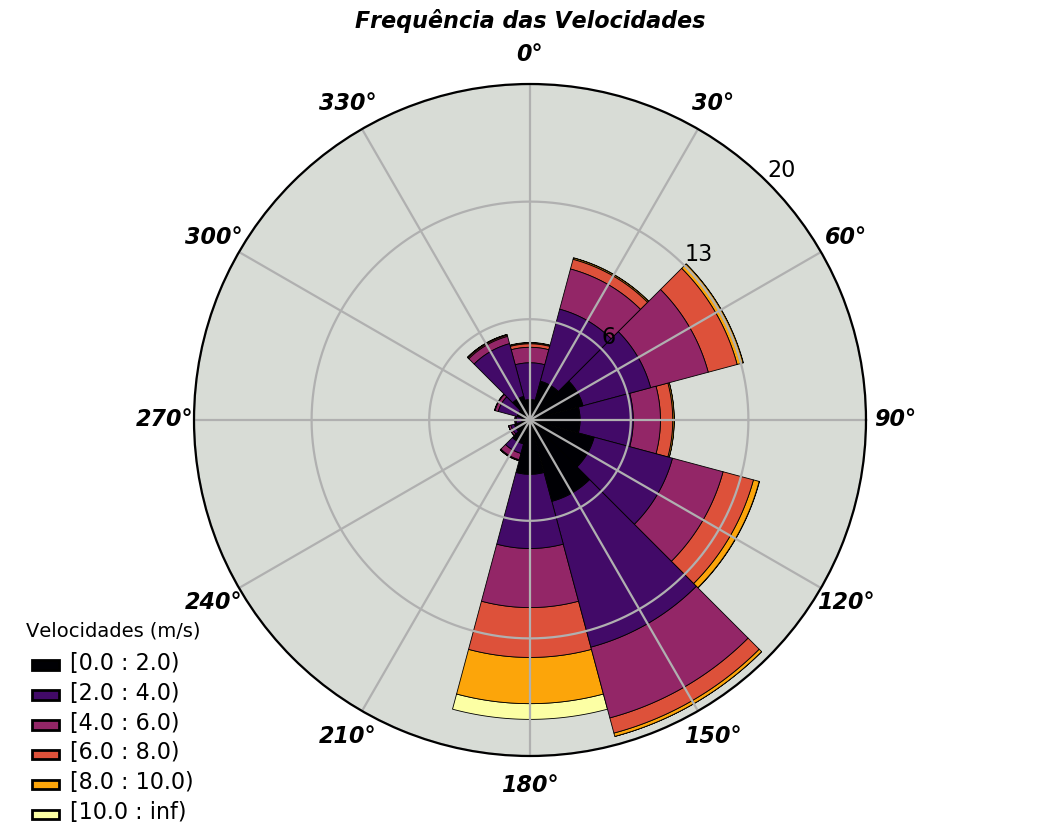 Frequência das Velocidades
0°
330°
30°
20
300°
60°
13
6
270°
90°
240°
120°
210°
150°
180°
Velocidades (m/s)
[0.0 : 2.0)
[2.0 : 4.0)
[4.0 : 6.0)
[6.0 : 8.0)
[8.0 : 10.0)
[10.0 : inf)